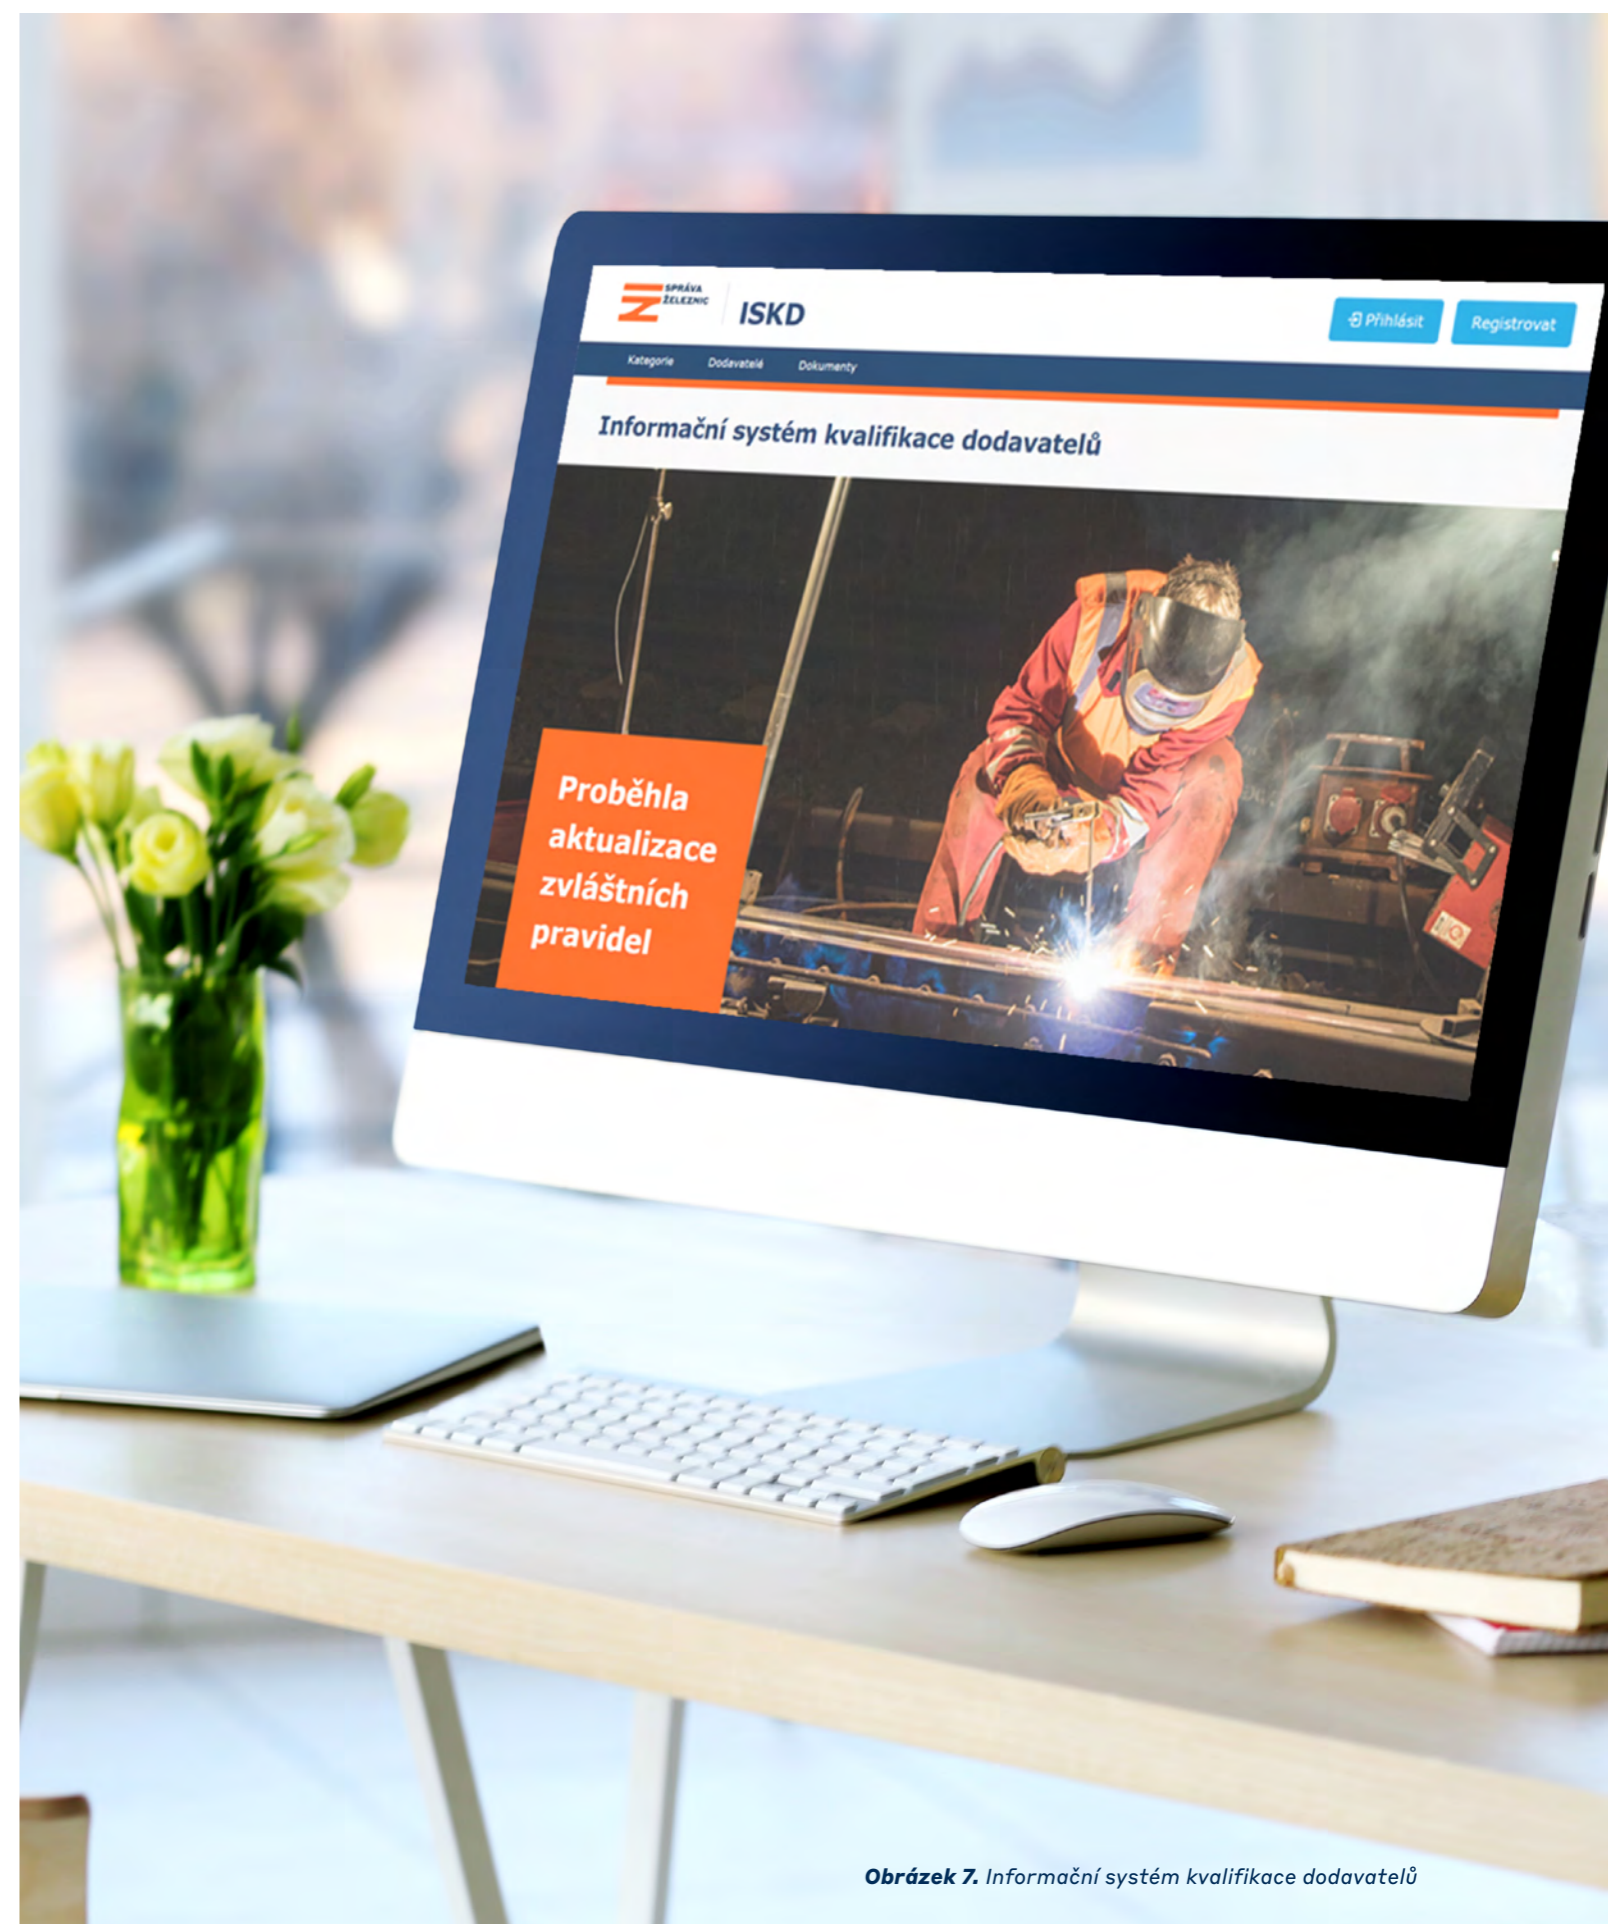 SPRÁVA
ŽELEZNIC
ISKD
Přihlásit
Registrovat
Kategorie
Dodavatelé
Dokumenty
Informační systém kvalifikace dodavatelů
Proběhla
aktualizace
zvláštních
pravidel
Obrázek 7. Informační systém kvalifikace dodavatelů